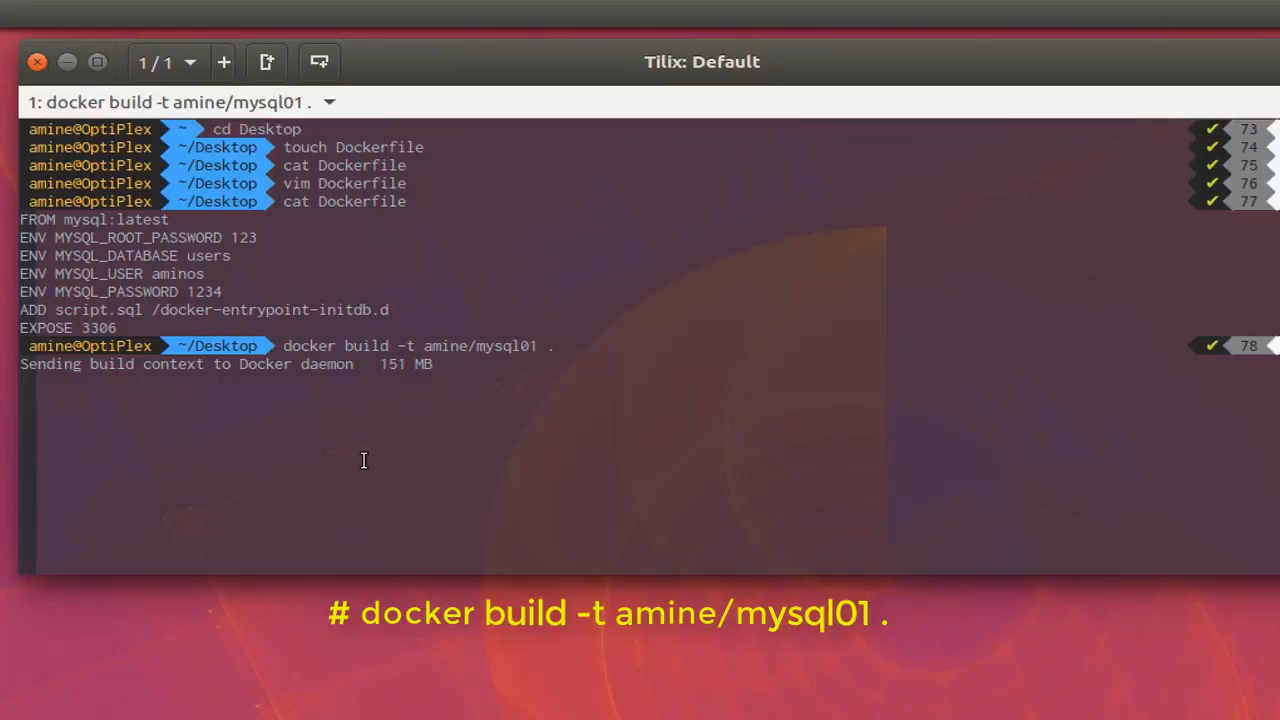 1 / 1
Tilix: Default
1: docker build -t amine/mysql01 .
amine@OptiPlex ~ cd Desktop ✔ 73
amine@OptiPlex ~/Desktop touch Dockerfile ✔ 74
amine@OptiPlex ~/Desktop cat Dockerfile ✔ 75
amine@OptiPlex ~/Desktop vim Dockerfile ✔ 76
amine@OptiPlex ~/Desktop cat Dockerfile ✔ 77
FROM mysql:latest
ENV MYSQL_ROOT_PASSWORD 123
ENV MYSQL_DATABASE users
ENV MYSQL_USER aminos
ENV MYSQL_PASSWORD 1234
ADD script.sql /docker-entrypoint-initdb.d
EXPOSE 3306
amine@OptiPlex ~/Desktop docker build -t amine/mysql01 . ✔ 78
Sending build context to Docker daemon 151 MB
# docker build -t amine/mysql01 .